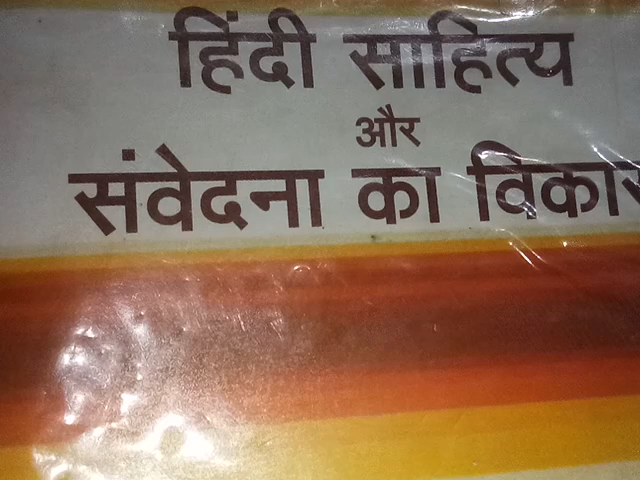 हिंदी साहित्य
और
संवेदना का विकास